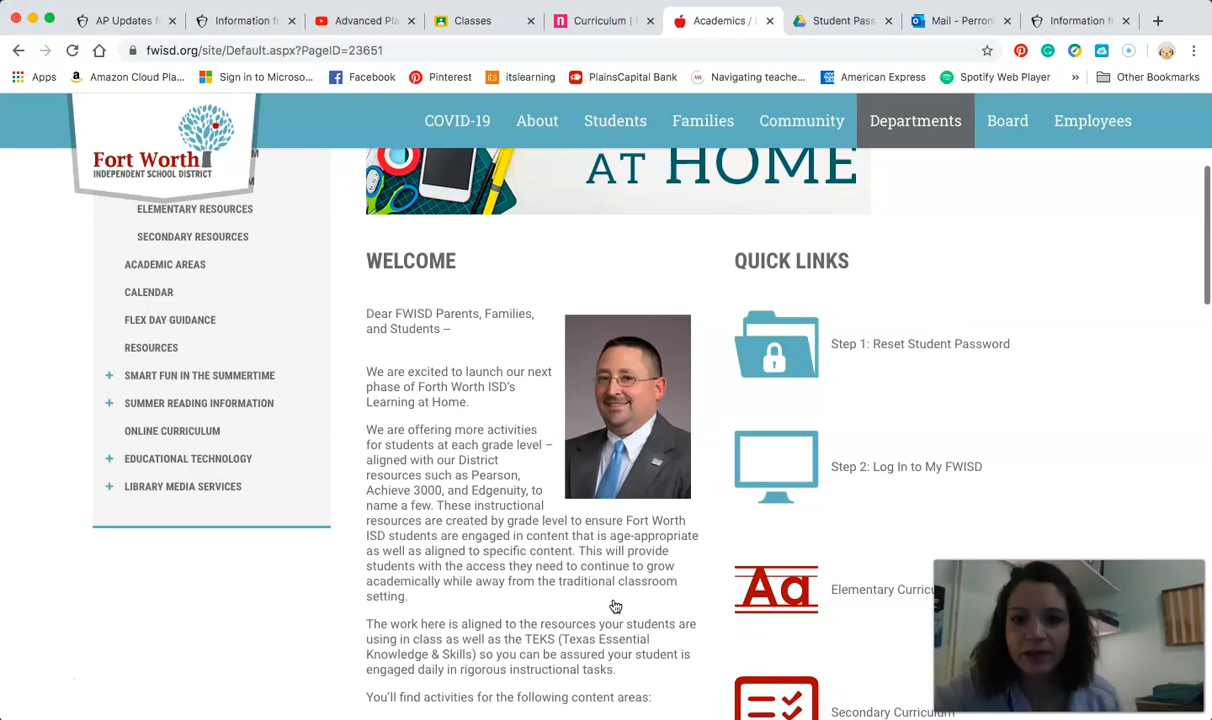 AP Updates for
Information fo
Advanced Pla
Classes
Curriculum | N
Academics / L
Student Pass
Mail - Perroni
Information fo
fwisd.org/site/Default.aspx?PageID=23651
Apps
Amazon Cloud Pla...
Sign in to Microso...
Facebook
Pinterest
its itslearning
PlainsCapital Bank
Navigating teache...
American Express
Spotify Web Player
»
Other Bookmarks
Fort Worth
INDEPENDENT SCHOOL DISTRICT
COVID-19
About
Students
Families
Community
Departments
Board
Employees
M
M
ELEMENTARY RESOURCES
SECONDARY RESOURCES
ACADEMIC AREAS
CALENDAR
FLEX DAY GUIDANCE
RESOURCES
+ SMART FUN IN THE SUMMERTIME
+ SUMMER READING INFORMATION
ONLINE CURRICULUM
+ EDUCATIONAL TECHNOLOGY
+ LIBRARY MEDIA SERVICES
AT HOME
WELCOME
Dear FWISD Parents, Families,
and Students –
We are excited to launch our next
phase of Forth Worth ISD's
Learning at Home.
We are offering more activities
for students at each grade level –
aligned with our District
resources such as Pearson,
Achieve 3000, and Edgenuity, to
name a few. These instructional
resources are created by grade level to ensure Fort Worth
ISD students are engaged in content that is age-appropriate
as well as aligned to specific content. This will provide
students with the access they need to continue to grow
academically while away from the traditional classroom
setting.
The work here is aligned to the resources your students are
using in class as well as the TEKS (Texas Essential
Knowledge & Skills) so you can be assured your student is
engaged daily in rigorous instructional tasks.
You'll find activities for the following content areas:
QUICK LINKS
Step 1: Reset Student Password
Step 2: Log In to My FWISD
Aa
Elementary Curricu
Secondary Curriculum